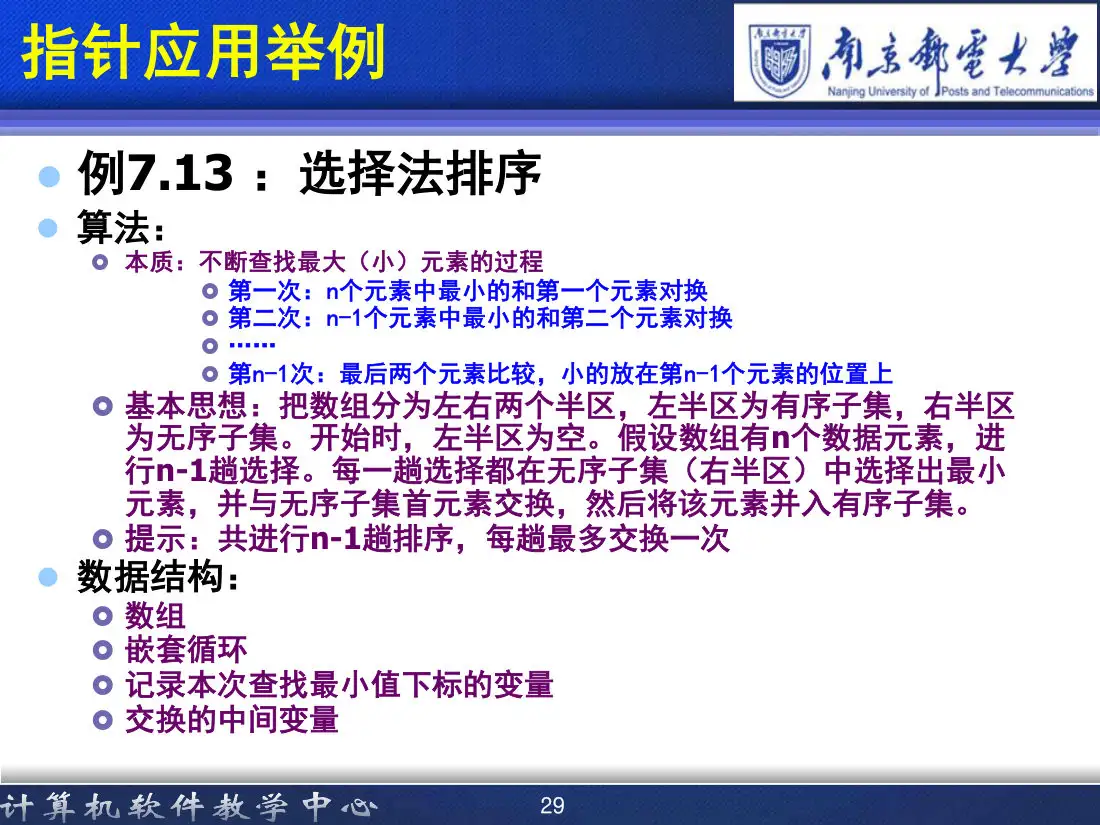 指针应用举例
南京邮电大学
Nanjing University of Posts and Telecommunications
例7.13 ：选择法排序
算法：
本质：不断查找最大（小）元素的过程
第一次：n个元素中最小的和第一个元素对换
第二次：n-1个元素中最小的和第二个元素对换
……
第n-1次：最后两个元素比较，小的放在第n-1个元素的位置上
基本思想：把数组分为左右两个半区，左半区为有序子集，右半区
为无序子集。开始时，左半区为空。假设数组有n个数据元素，进
行n-1趟选择。每一趟选择都在无序子集（右半区）中选择出最小
元素，并与无序子集首元素交换，然后将该元素并入有序子集。
提示：共进行n-1趟排序，每趟最多交换一次
数据结构：
数组
嵌套循环
记录本次查找最小值下标的变量
交换的中间变量
计算机软件教学中心
29